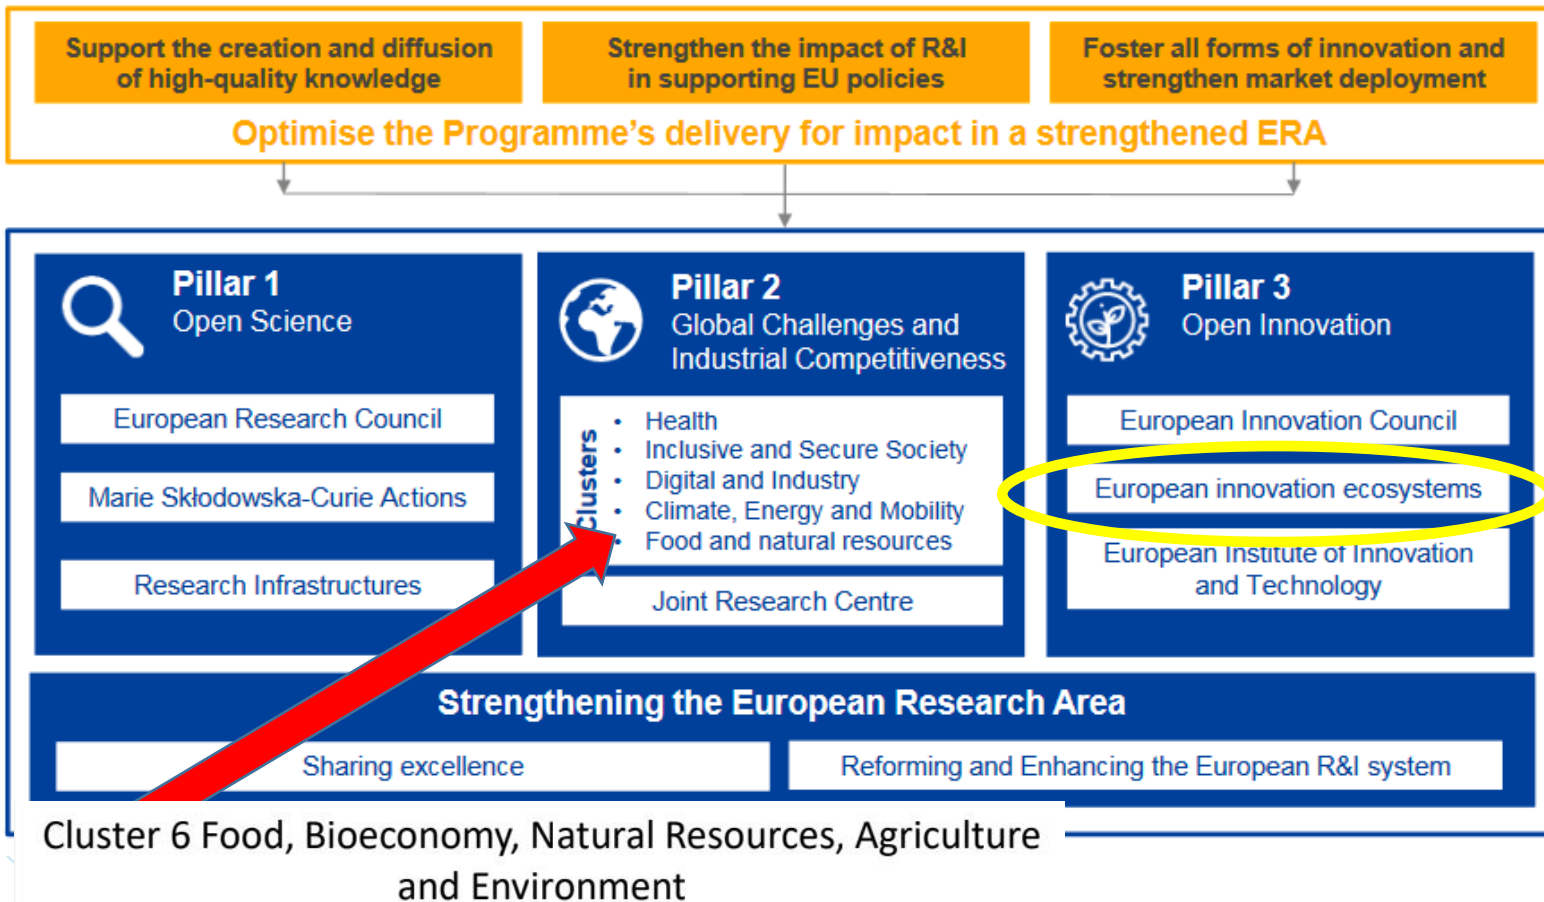 Support the creation and diffusion
of high-quality knowledge
Strengthen the impact of R&I
in supporting EU policies
Foster all forms of innovation and
strengthen market deployment
Optimise the Programme's delivery for impact in a strengthened ERA
Pillar 1
Open Science
European Research Council
Marie Skłodowska-Curie Actions
Research Infrastructures
Pillar 2
Global Challenges and
Industrial Competitiveness
Clusters
• Health
• Inclusive and Secure Society
• Digital and Industry
• Climate, Energy and Mobility
• Food and natural resources
Joint Research Centre
Pillar 3
Open Innovation
European Innovation Council
European innovation ecosystems
European Institute of Innovation
and Technology
Strengthening the European Research Area
Sharing excellence
Reforming and Enhancing the European R&I system
Cluster 6 Food, Bioeconomy, Natural Resources, Agriculture
and Environment